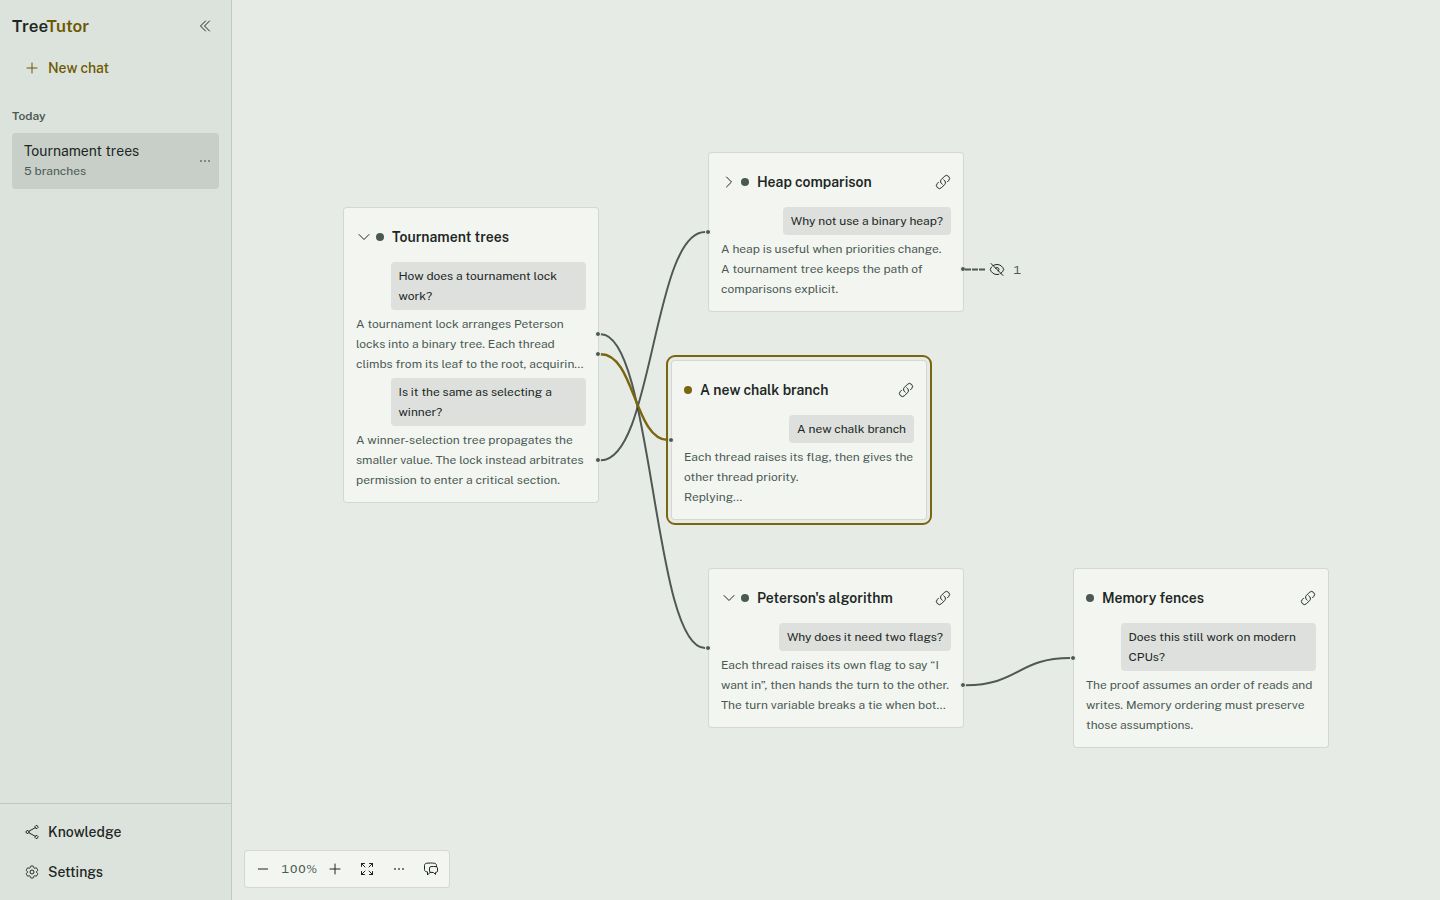 TreeTutor
New chat
Today
Tournament trees
5 branches
Knowledge
Settings
Tournament trees
How does a tournament lock
work?
A tournament lock arranges Peterson
locks into a binary tree. Each thread
climbs from its leaf to the root, acquirin...
Is it the same as selecting a
winner?
A winner-selection tree propagates the
smaller value. The lock instead arbitrates
permission to enter a critical section.
Heap comparison
Why not use a binary heap?
A heap is useful when priorities change.
A tournament tree keeps the path of
comparisons explicit.
1
A new chalk branch
A new chalk branch
Each thread raises its flag, then gives the
other thread priority.
Replying...
Peterson's algorithm
Why does it need two flags?
Each thread raises its own flag to say “I
want in”, then hands the turn to the other.
The turn variable breaks a tie when bot...
Memory fences
Does this still work on modern
CPUs?
The proof assumes an order of reads and
writes. Memory ordering must preserve
those assumptions.
100%